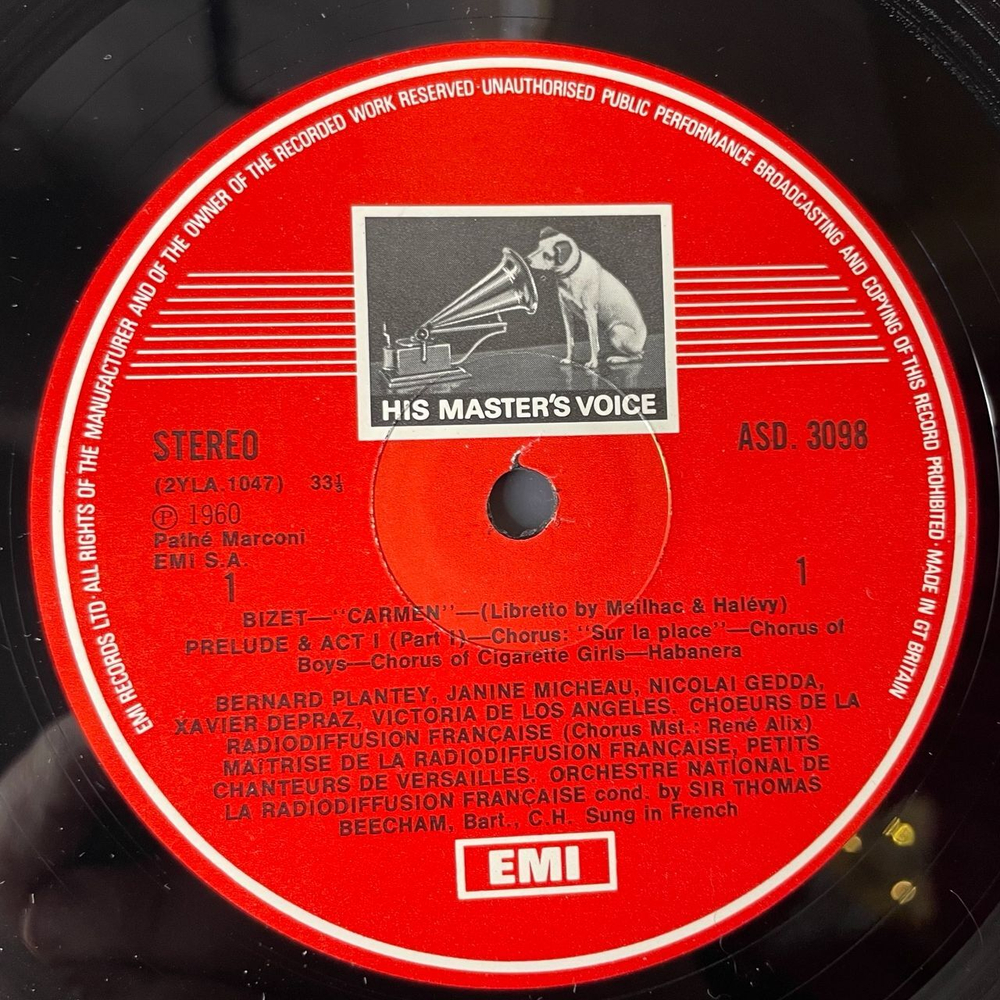 EMI RECORDS LTD · ALL RIGHTS OF THE MANUFACTURER AND OF THE OWNER OF THE RECORDED WORK RESERVED · UNAUTHORISED PUBLIC PERFORMANCE BROADCASTING AND COPYING OF THIS RECORD PROHIBITED · MADE IN GT BRITAIN
HIS MASTER'S VOICE
STEREO
ASD. 3098
(2YLA.1047) 33⅓
Ⓟ 1960
Pathé Marconi
EMI S.A.
1
1
BIZET—"CARMEN"—(Libretto by Meilhac & Halévy)
PRELUDE & ACT I (Part I)—Chorus: "Sur la place"—Chorus of
Boys—Chorus of Cigarette Girls—Habanera
BERNARD PLANTEY, JANINE MICHEAU, NICOLAI GEDDA,
XAVIER DEPRAZ, VICTORIA DE LOS ANGELES. CHOEURS DE LA
RADIODIFFUSION FRANÇAISE (Chorus Mst.: René Alix)
MAÎTRISE DE LA RADIODIFFUSION FRANÇAISE, PETITS
CHANTEURS DE VERSAILLES. ORCHESTRE NATIONAL DE
LA RADIODIFFUSION FRANÇAISE cond. by SIR THOMAS
BEECHAM, Bart., C.H. Sung in French
EMI